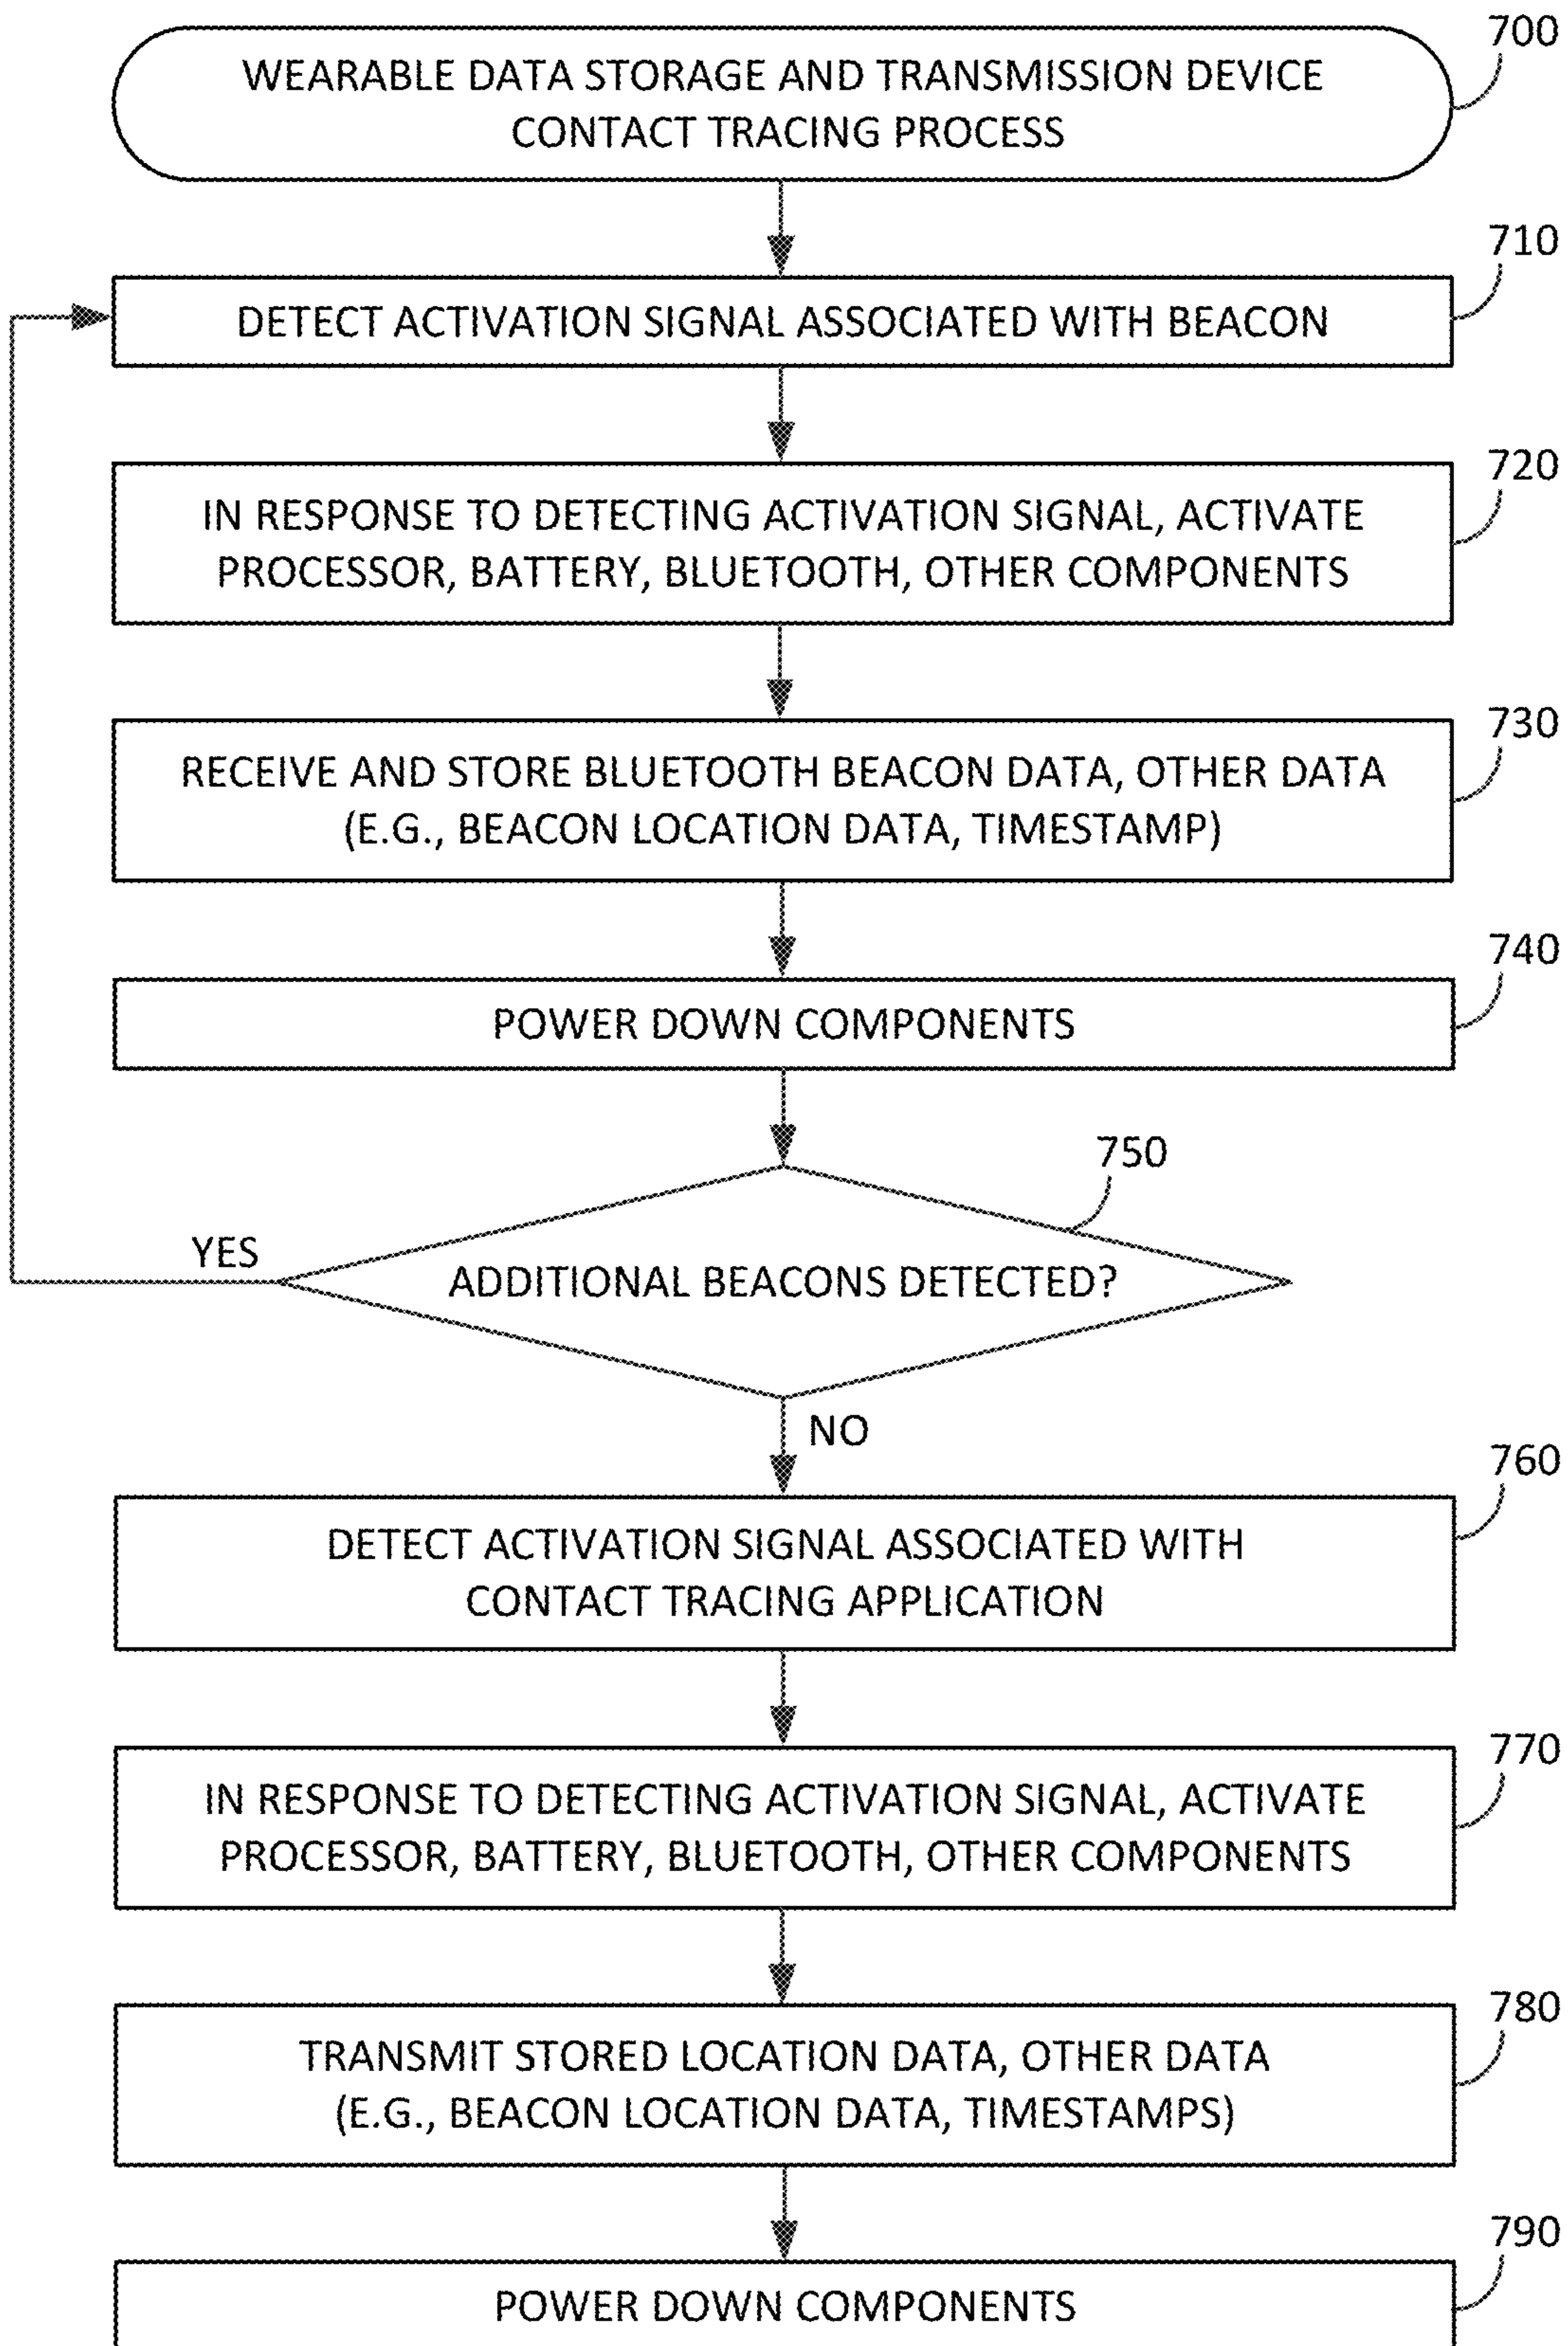 700
WEARABLE DATA STORAGE AND TRANSMISSION DEVICE
CONTACT TRACING PROCESS
710
DETECT ACTIVATION SIGNAL ASSOCIATED WITH BEACON
720
IN RESPONSE TO DETECTING ACTIVATION SIGNAL, ACTIVATE
PROCESSOR, BATTERY, BLUETOOTH, OTHER COMPONENTS
730
RECEIVE AND STORE BLUETOOTH BEACON DATA, OTHER DATA
(E.G., BEACON LOCATION DATA, TIMESTAMP)
740
POWER DOWN COMPONENTS
750
YES
ADDITIONAL BEACONS DETECTED?
NO
760
DETECT ACTIVATION SIGNAL ASSOCIATED WITH
CONTACT TRACING APPLICATION
770
IN RESPONSE TO DETECTING ACTIVATION SIGNAL, ACTIVATE
PROCESSOR, BATTERY, BLUETOOTH, OTHER COMPONENTS
780
TRANSMIT STORED LOCATION DATA, OTHER DATA
(E.G., BEACON LOCATION DATA, TIMESTAMPS)
790
POWER DOWN COMPONENTS